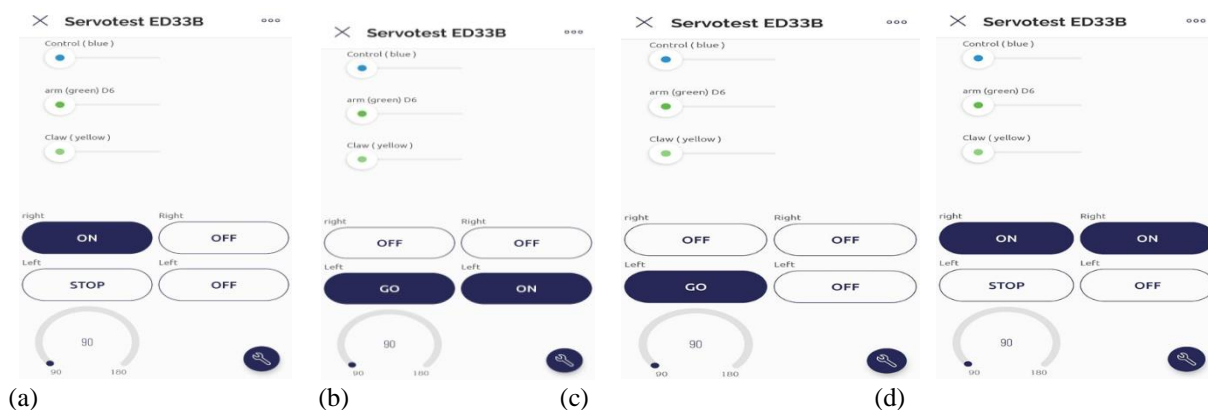 Servotest ED33B
Control ( blue )
arm (green) D6
Claw ( yellow )
right Right
ON OFF
Left Left
STOP OFF
90
90 180
Servotest ED33B
Control ( blue )
arm (green) D6
Claw ( yellow )
right Right
OFF OFF
Left Left
GO ON
90
90 180
Servotest ED33B
Control ( blue )
arm (green) D6
Claw ( yellow )
right Right
OFF OFF
Left Left
GO OFF
90
90 180
Servotest ED33B
Control ( blue )
arm (green) D6
Claw ( yellow )
right Right
ON ON
Left Left
STOP OFF
90
90 180
(a) (b) (c) (d)